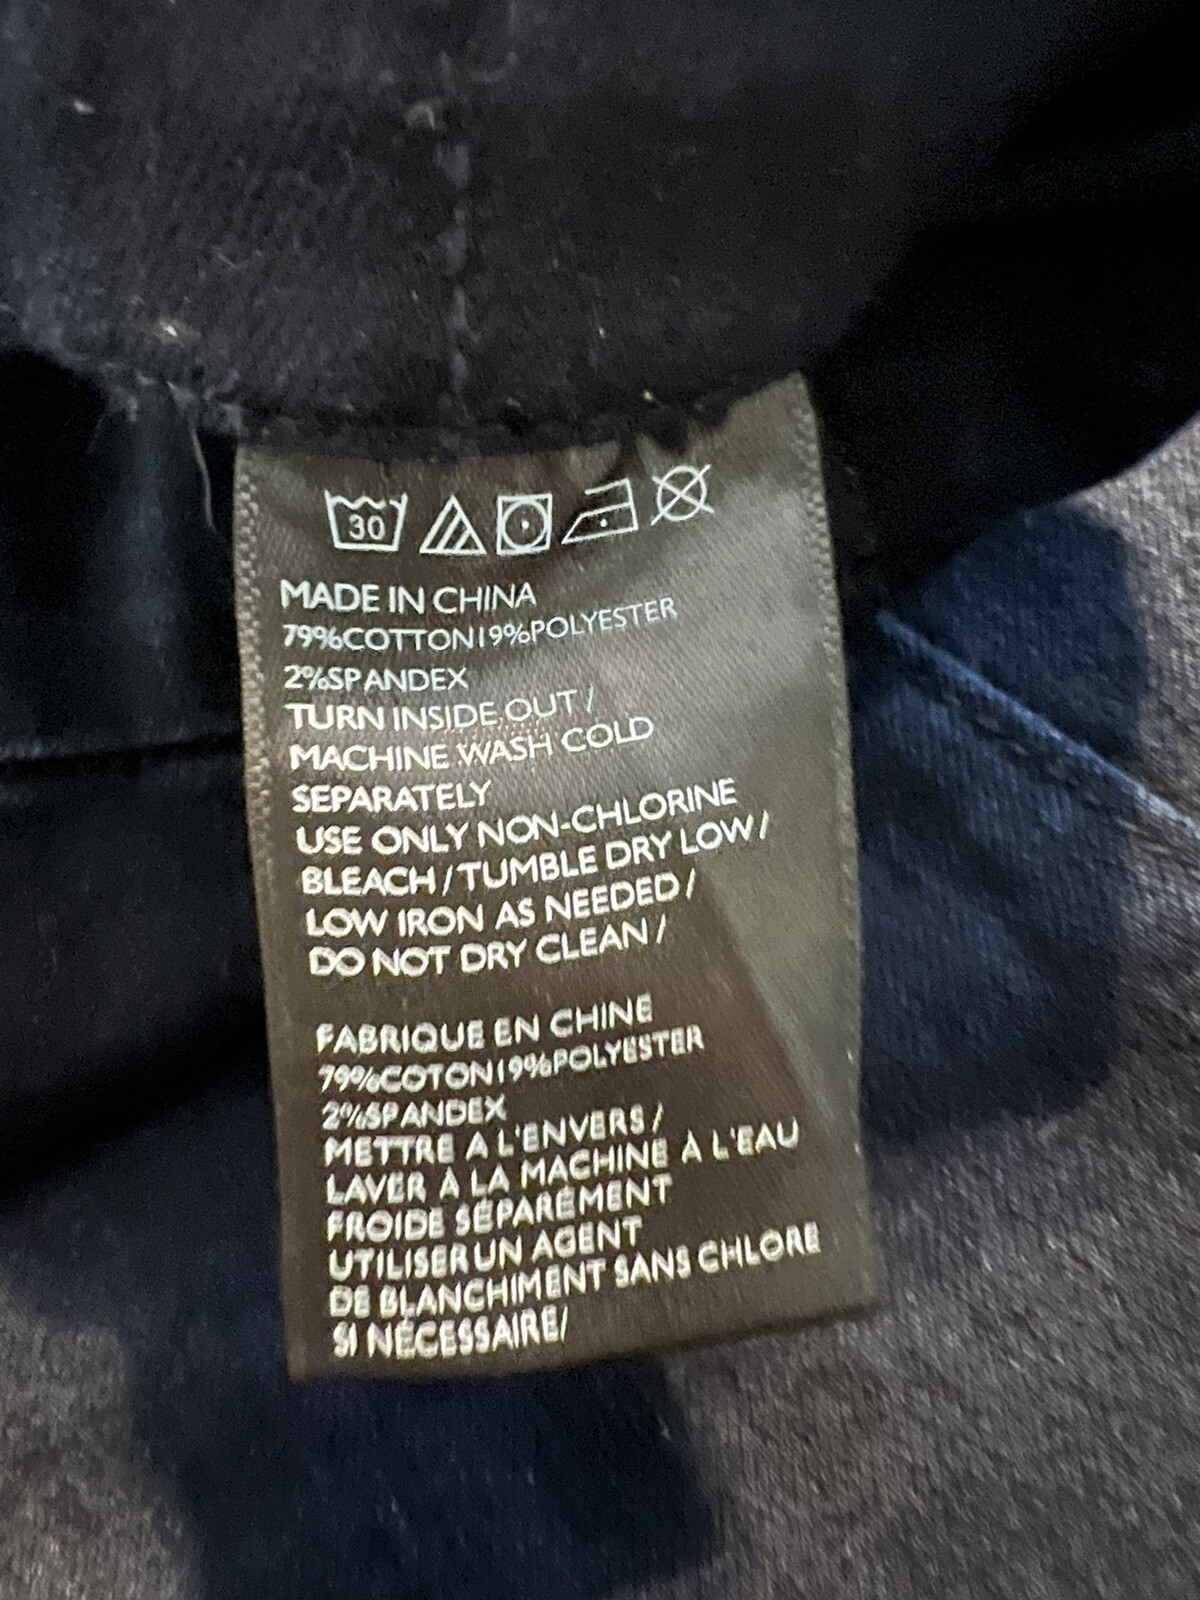 30
MADE IN CHINA
79%COTTON19%POLYESTER
2%SPANDEX
TURN INSIDE OUT /
MACHINE WASH COLD
SEPARATELY
USE ONLY NON-CHLORINE
BLEACH / TUMBLE DRY LOW /
LOW IRON AS NEEDED /
DO NOT DRY CLEAN /
FABRIQUE EN CHINE
79%COTON19%POLYESTER
2%SPANDEX
METTRE A L'ENVERS /
LAVER À LA MACHINE À L'EAU
FROIDE SÉPARÉMENT
UTILISER UN AGENT
DE BLANCHIMENT SANS CHLORE
SI NÉCESSAIRE/